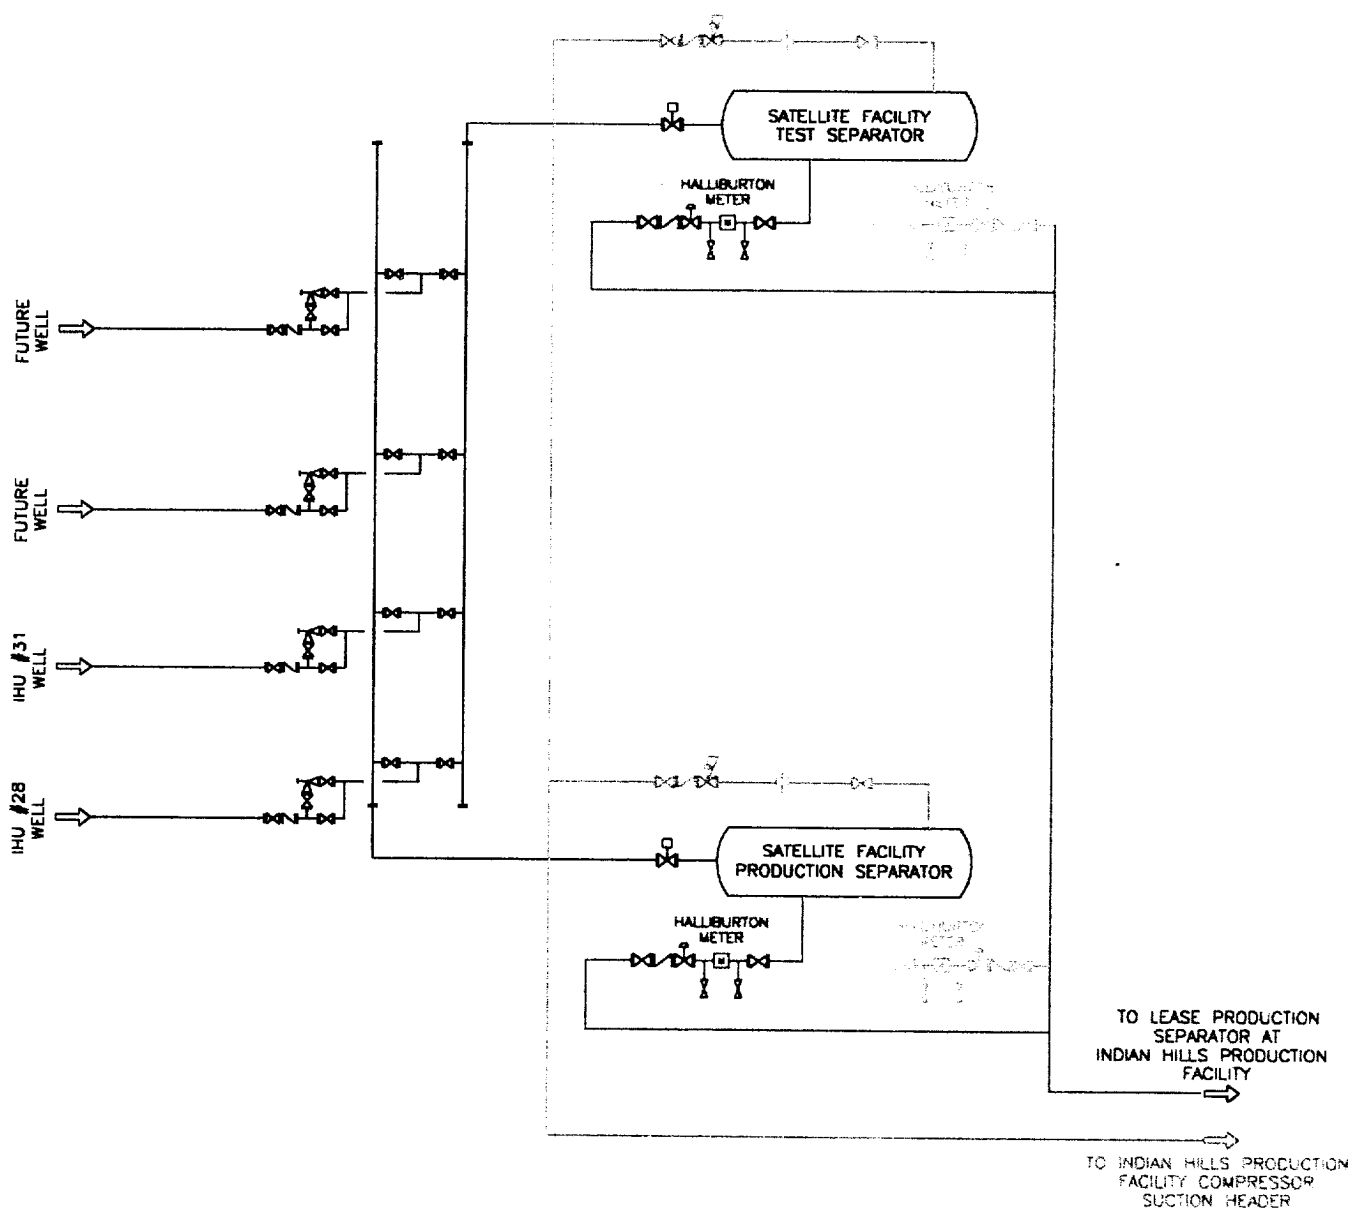 SATELLITE FACILITY
TEST SEPARATOR
HALLIBURTON
METER
FUTURE
WELL
FUTURE
WELL
IHU #31
WELL
IHU #28
WELL
SATELLITE FACILITY
PRODUCTION SEPARATOR
HALLIBURTON
METER
TO LEASE PRODUCTION
SEPARATOR AT
INDIAN HILLS PRODUCTION
FACILITY
TO INDIAN HILLS PRODUCTION
FACILITY COMPRESSOR
SUCTION HEADER